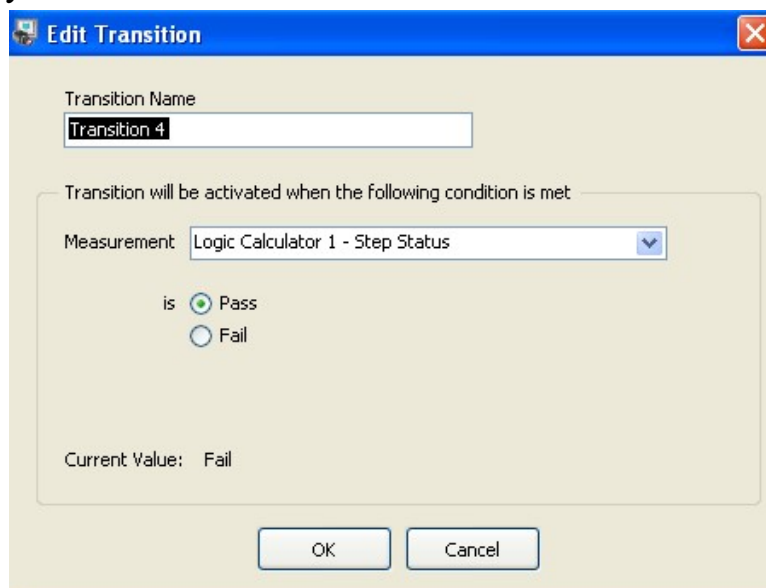 Edit Transition
Transition Name
Transition 4
Transition will be activated when the following condition is met
Measurement Logic Calculator 1 - Step Status
is Pass
Fail
Current Value: Fail
OK Cancel